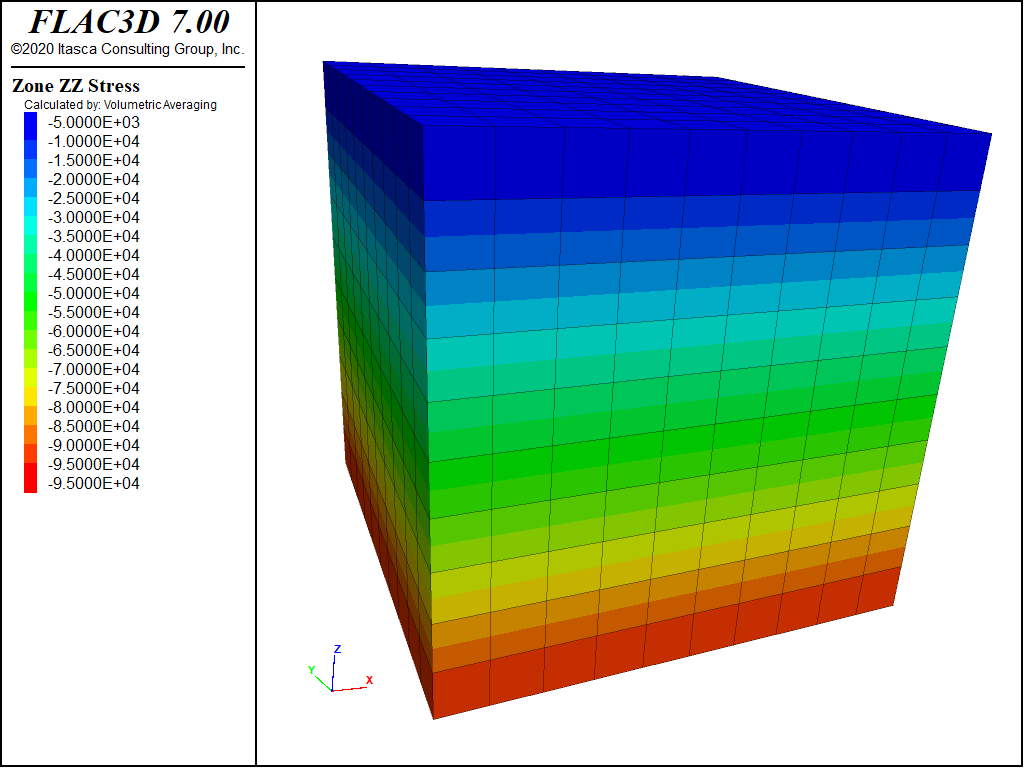 FLAC3D 7.00
©2020 Itasca Consulting Group, Inc.
Zone ZZ Stress
Calculated by: Volumetric Averaging
-5.0000E+03
-1.0000E+04
-1.5000E+04
-2.0000E+04
-2.5000E+04
-3.0000E+04
-3.5000E+04
-4.0000E+04
-4.5000E+04
-5.0000E+04
-5.5000E+04
-6.0000E+04
-6.5000E+04
-7.0000E+04
-7.5000E+04
-8.0000E+04
-8.5000E+04
-9.0000E+04
-9.5000E+04
-9.5000E+04
Z
Y
X